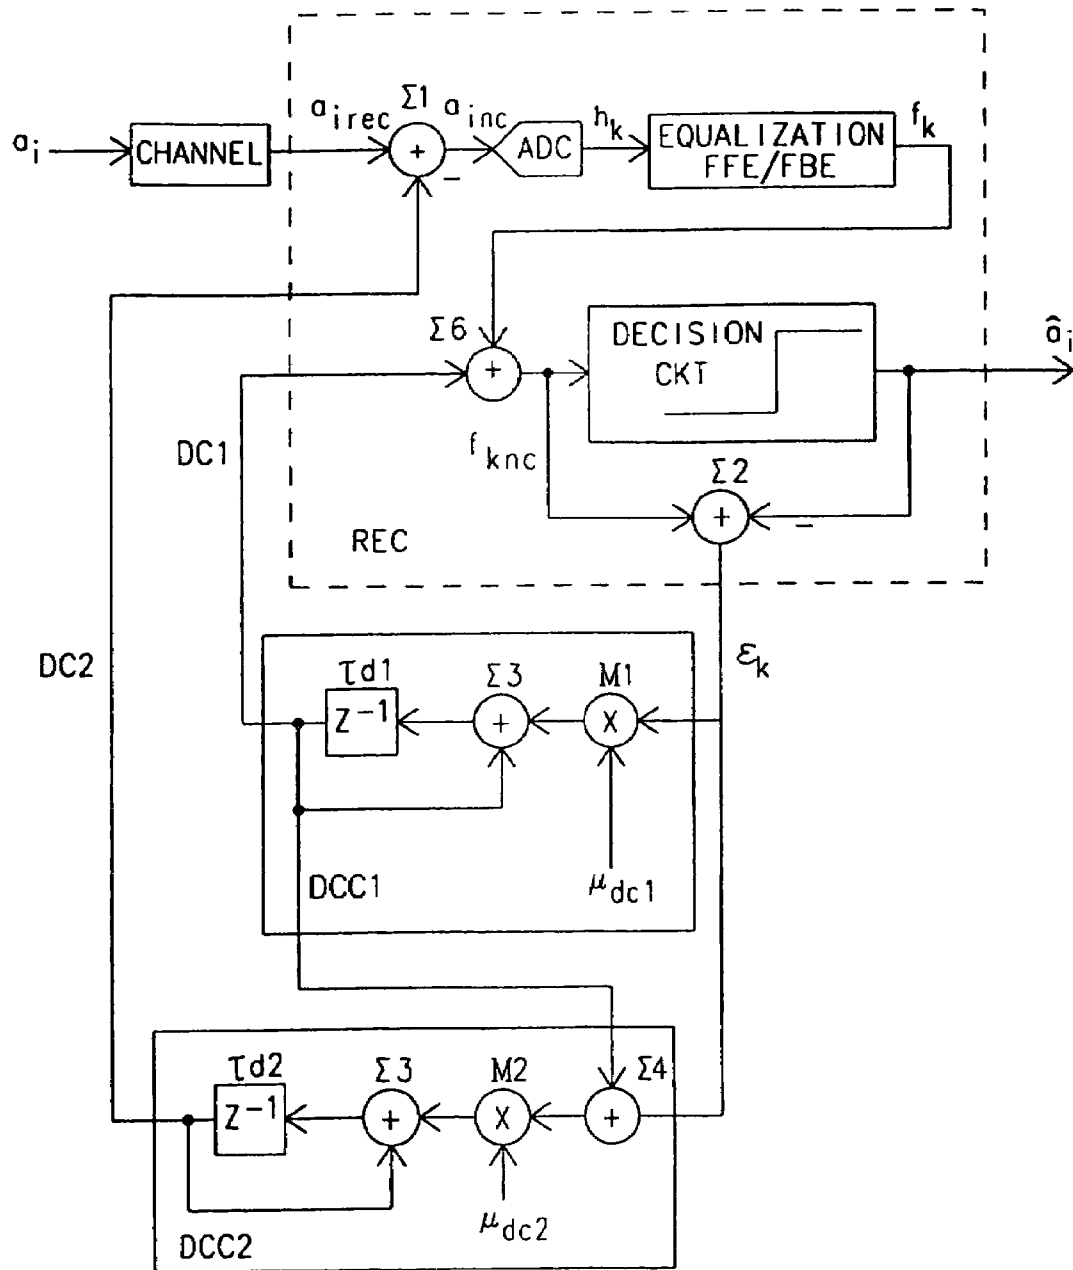 a_i CHANNEL a_irec Σ1 a_inc ADC h_k EQUALIZATION FFE/FBE f_k
+
−
Σ6
+
DECISION CKT
â_i
DC1
f_knc
Σ2
+
−
REC
DC2
ε_k
τd1
Z⁻¹
Σ3
+
M1
X
DCC1
μ_dc1
τd2
Z⁻¹
Σ3
+
M2
X
Σ4
+
μ_dc2
DCC2